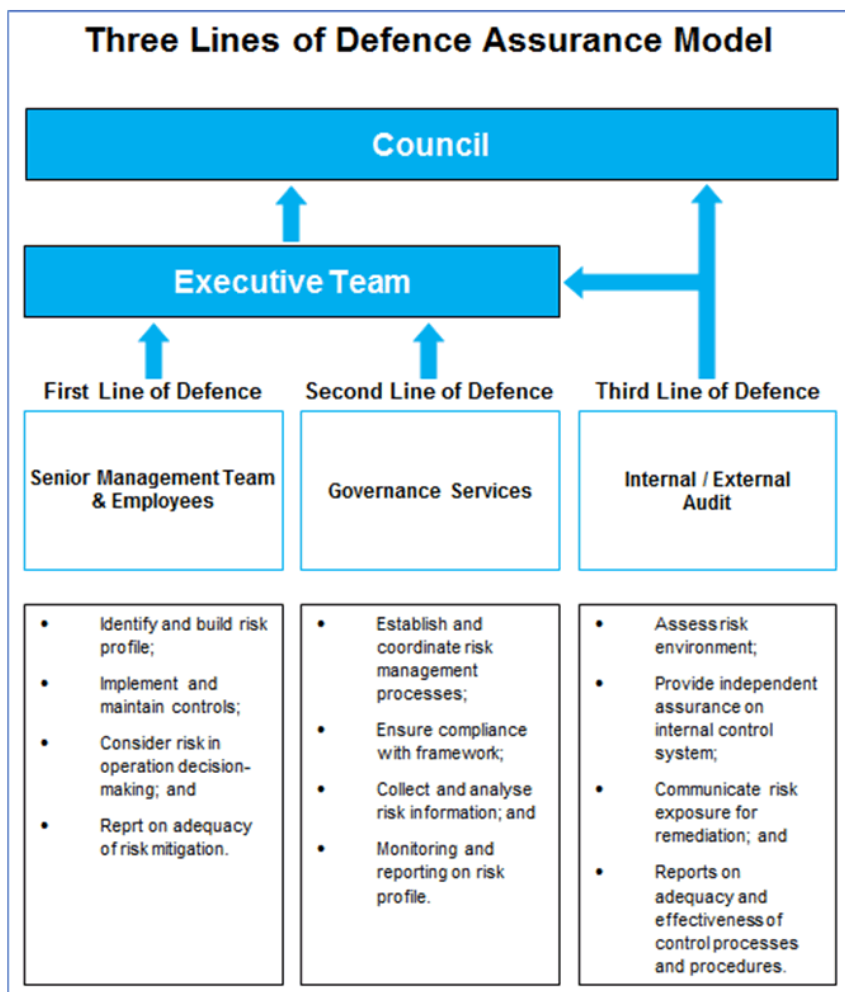 Three Lines of Defence Assurance Model
Council
Executive Team
First Line of Defence
Second Line of Defence
Third Line of Defence
Senior Management Team
& Employees
Governance Services
Internal / External
Audit
• Identify and build risk
profile;
• Implement and
maintain controls;
• Consider risk in
operation decision-
making; and
• Reprt on adequacy
of risk mitigation.
• Establish and
coordinate risk
management
processes;
• Ensure compliance
with framework;
• Collect and analyse
risk information; and
• Monitoring and
reporting on risk
profile.
• Assess risk
environment;
• Provide independent
assurance on
internal control
system;
• Communicate risk
exposure for
remediation; and
• Reports on
adequacy and
effectiveness of
control processes
and procedures.